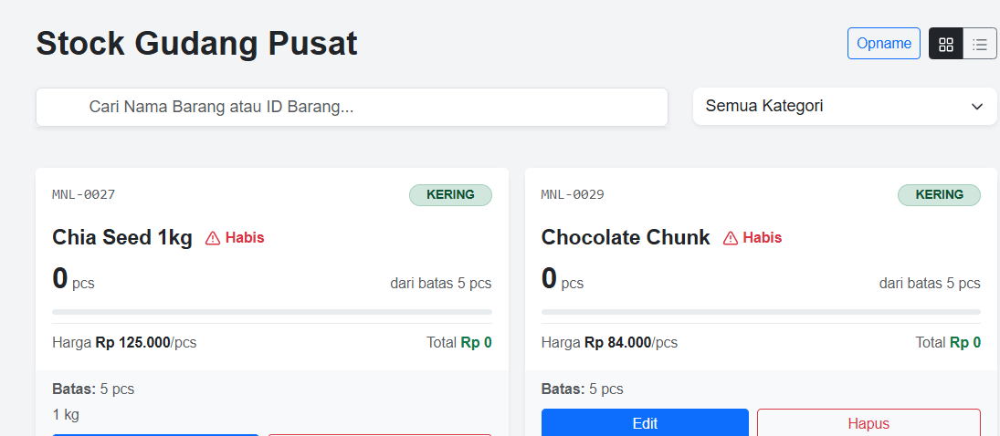 Stock Gudang Pusat
Opname
Cari Nama Barang atau ID Barang...
Semua Kategori
MNL-0027
KERING
Chia Seed 1kg
Habis
0 pcs
dari batas 5 pcs
Harga Rp 125.000/pcs
Total Rp 0
Batas: 5 pcs
1 kg
MNL-0029
KERING
Chocolate Chunk
Habis
0 pcs
dari batas 5 pcs
Harga Rp 84.000/pcs
Total Rp 0
Batas: 5 pcs
Edit
Hapus